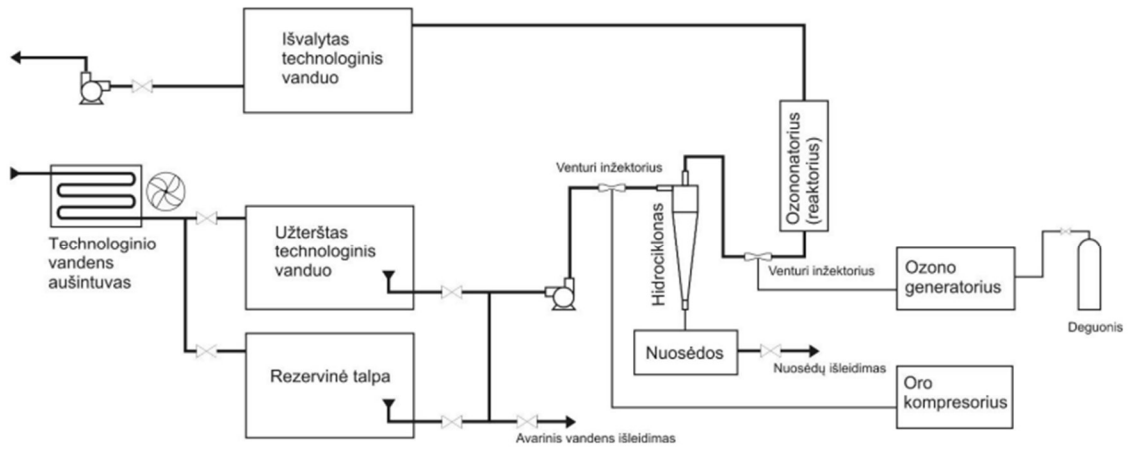 Išvalytas
technologinis
vanduo
Technologinio
vandens
aušintuvas
Užterštas
technologinis
vanduo
Rezervinė talpa
Avarinis vandens išleidimas
Venturi inžektorius
Hidrociklonas
Nuosėdos
Nuosėdų išleidimas
Ozononatorius
(reaktorius)
Venturi inžektorius
Ozono
generatorius
Deguonis
Oro
kompresorius